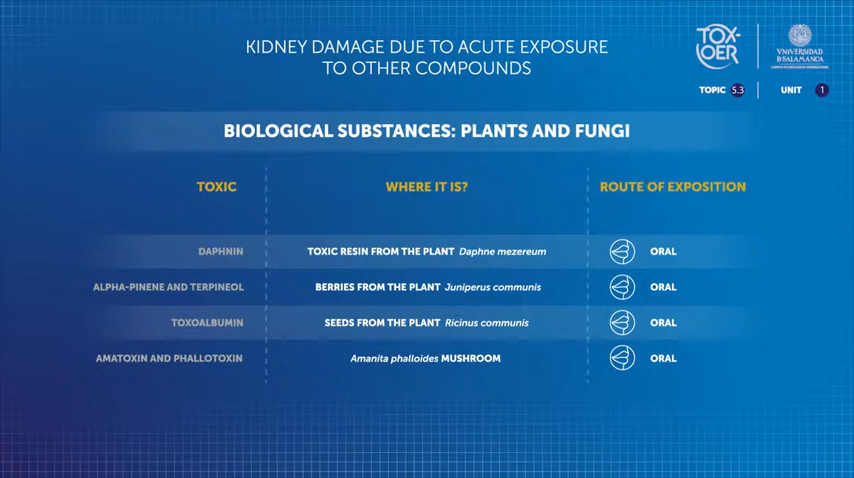 KIDNEY DAMAGE DUE TO ACUTE EXPOSURE
TO OTHER COMPOUNDS
TOX-
OER
VNiVERSiDAD
D SALAMANCA
TOPIC 5.3 UNIT 1
BIOLOGICAL SUBSTANCES: PLANTS AND FUNGI
TOXIC WHERE IT IS? ROUTE OF EXPOSITION
DAPHNIN TOXIC RESIN FROM THE PLANT Daphne mezereum ORAL
ALPHA-PINENE AND TERPINEOL BERRIES FROM THE PLANT Juniperus communis ORAL
TOXOALBUMIN SEEDS FROM THE PLANT Ricinus communis ORAL
AMATOXIN AND PHALLOTOXIN Amanita phalloides MUSHROOM ORAL